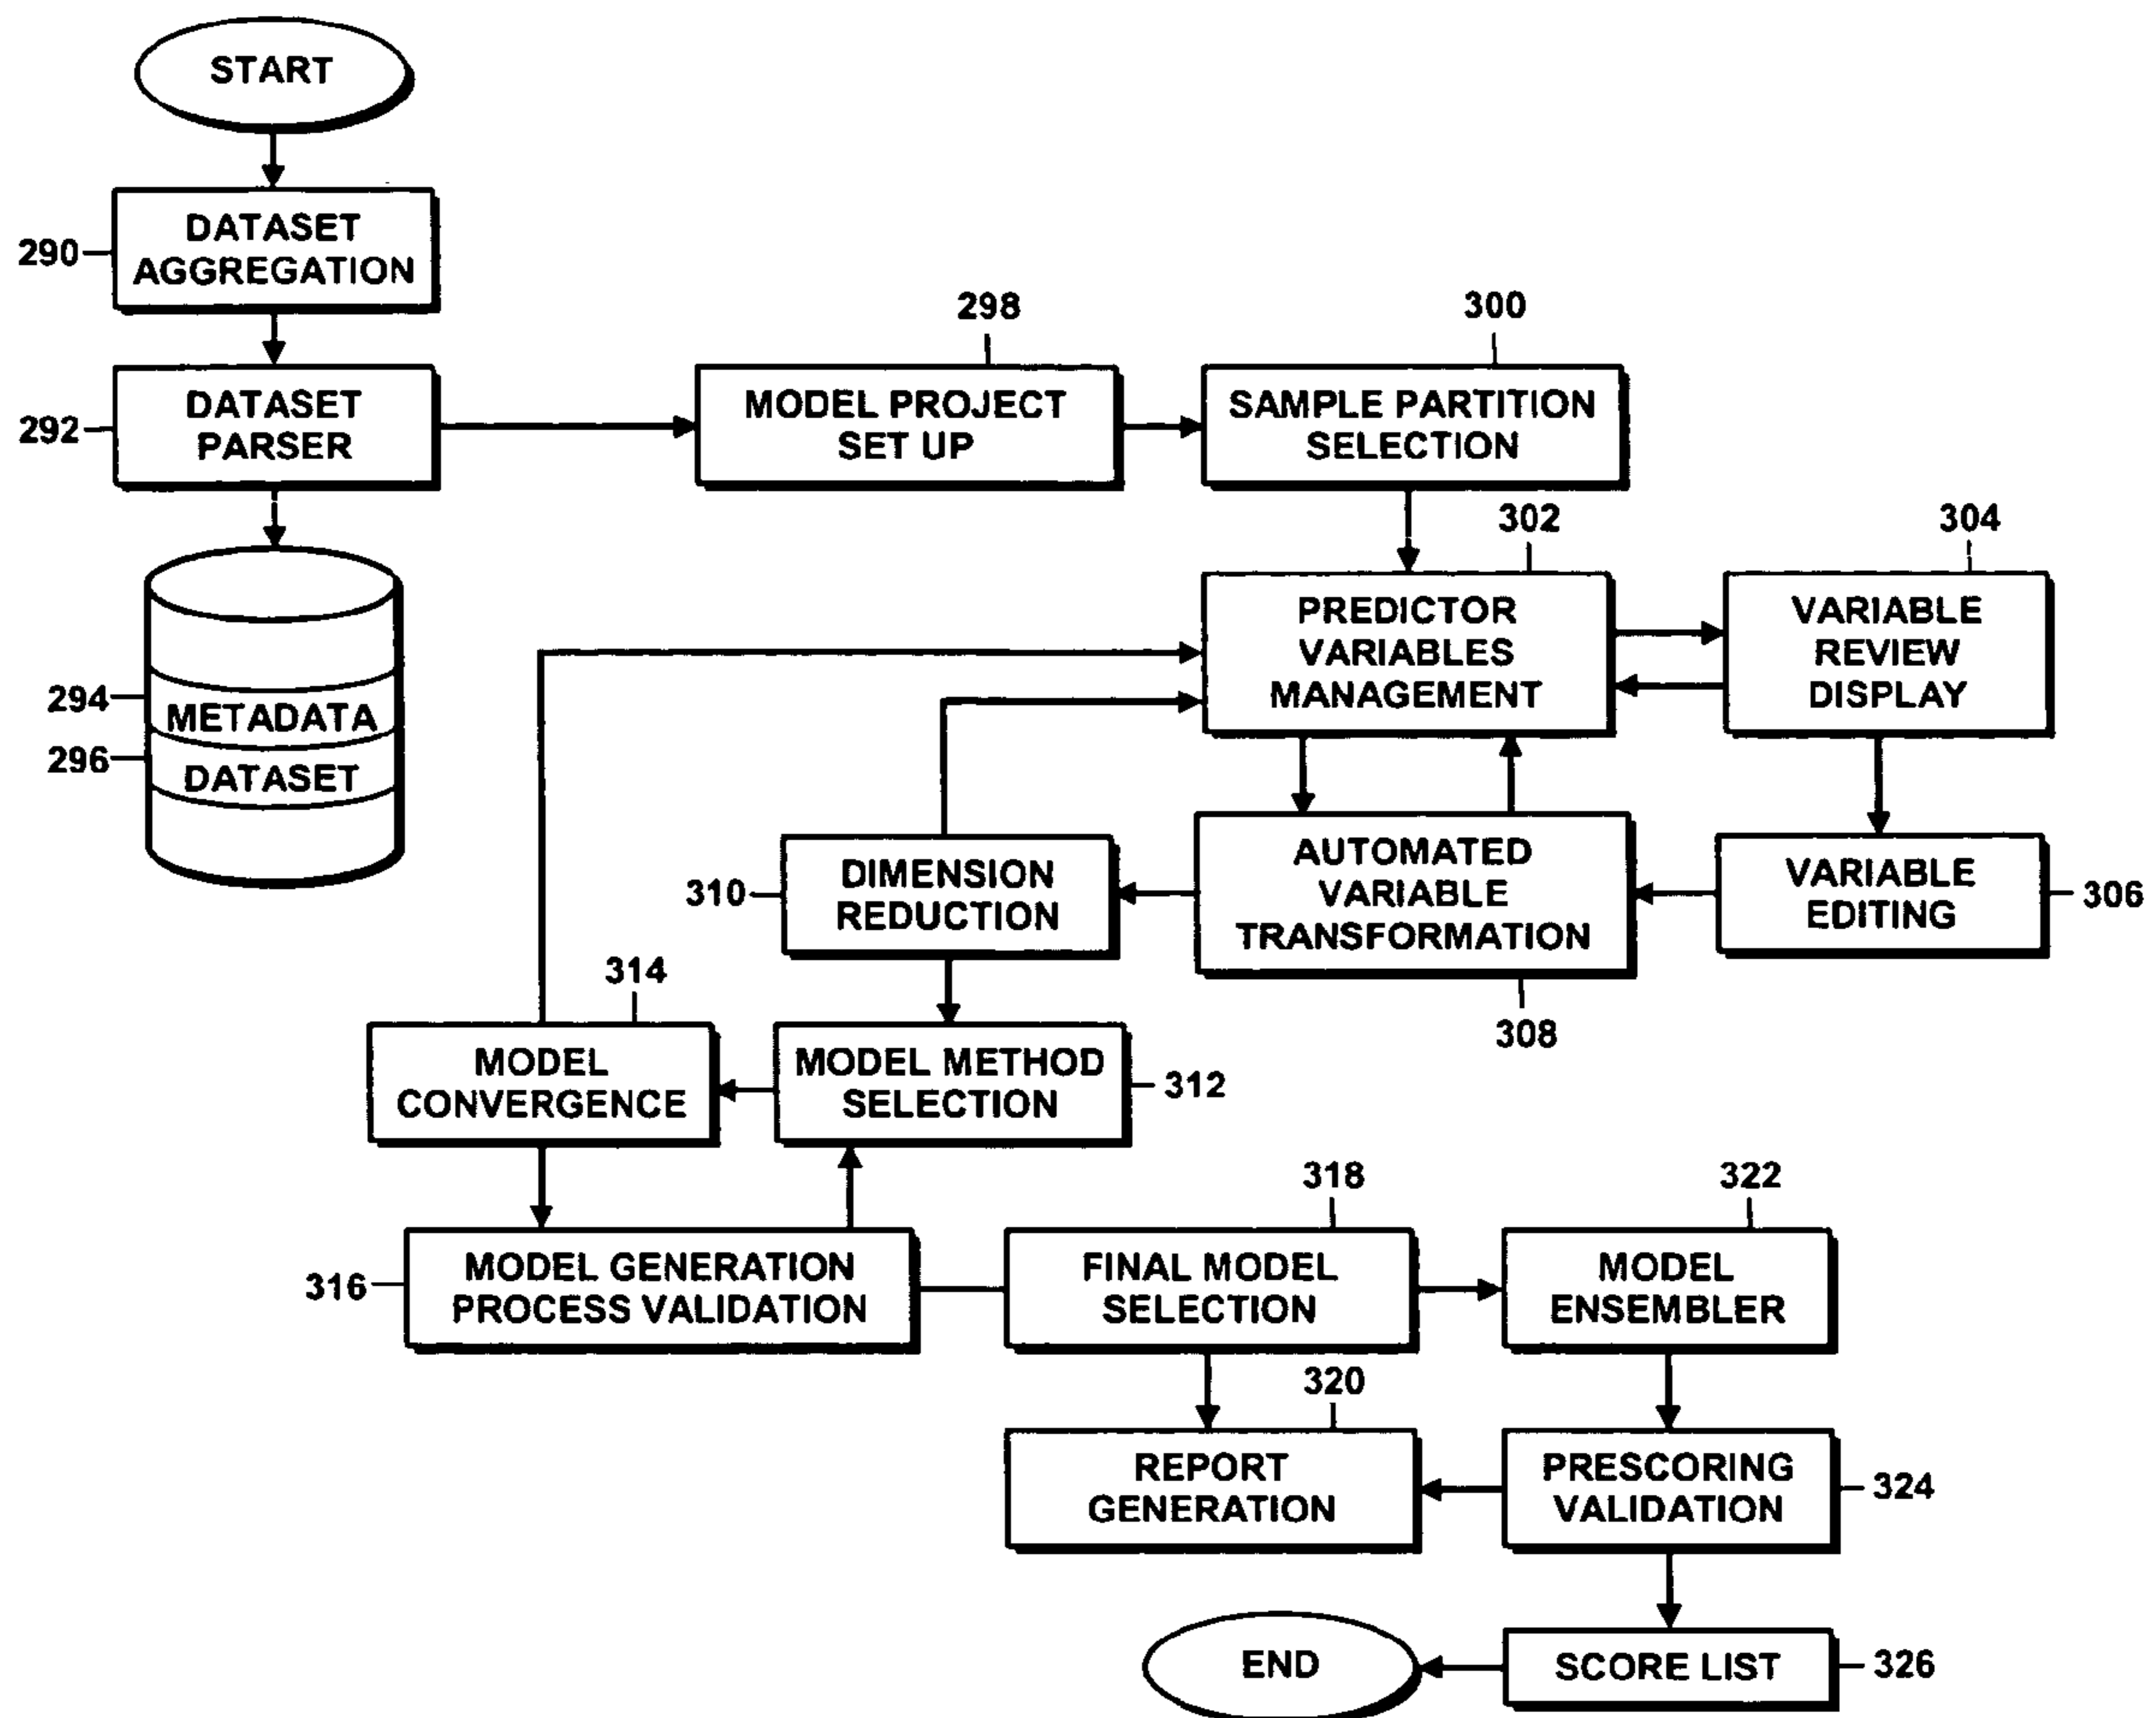 START
DATASET
AGGREGATION
290
298
300
DATASET
PARSER
292
MODEL PROJECT
SET UP
SAMPLE PARTITION
SELECTION
302
304
PREDICTOR
VARIABLES
MANAGEMENT
VARIABLE
REVIEW
DISPLAY
294
METADATA
296
DATASET
310
DIMENSION
REDUCTION
AUTOMATED
VARIABLE
TRANSFORMATION
VARIABLE
EDITING
306
314
308
MODEL
CONVERGENCE
MODEL METHOD
SELECTION
312
318
322
316
MODEL GENERATION
PROCESS VALIDATION
FINAL MODEL
SELECTION
MODEL
ENSEMBLER
320
REPORT
GENERATION
PRESCORING
VALIDATION
324
END
SCORE LIST
326